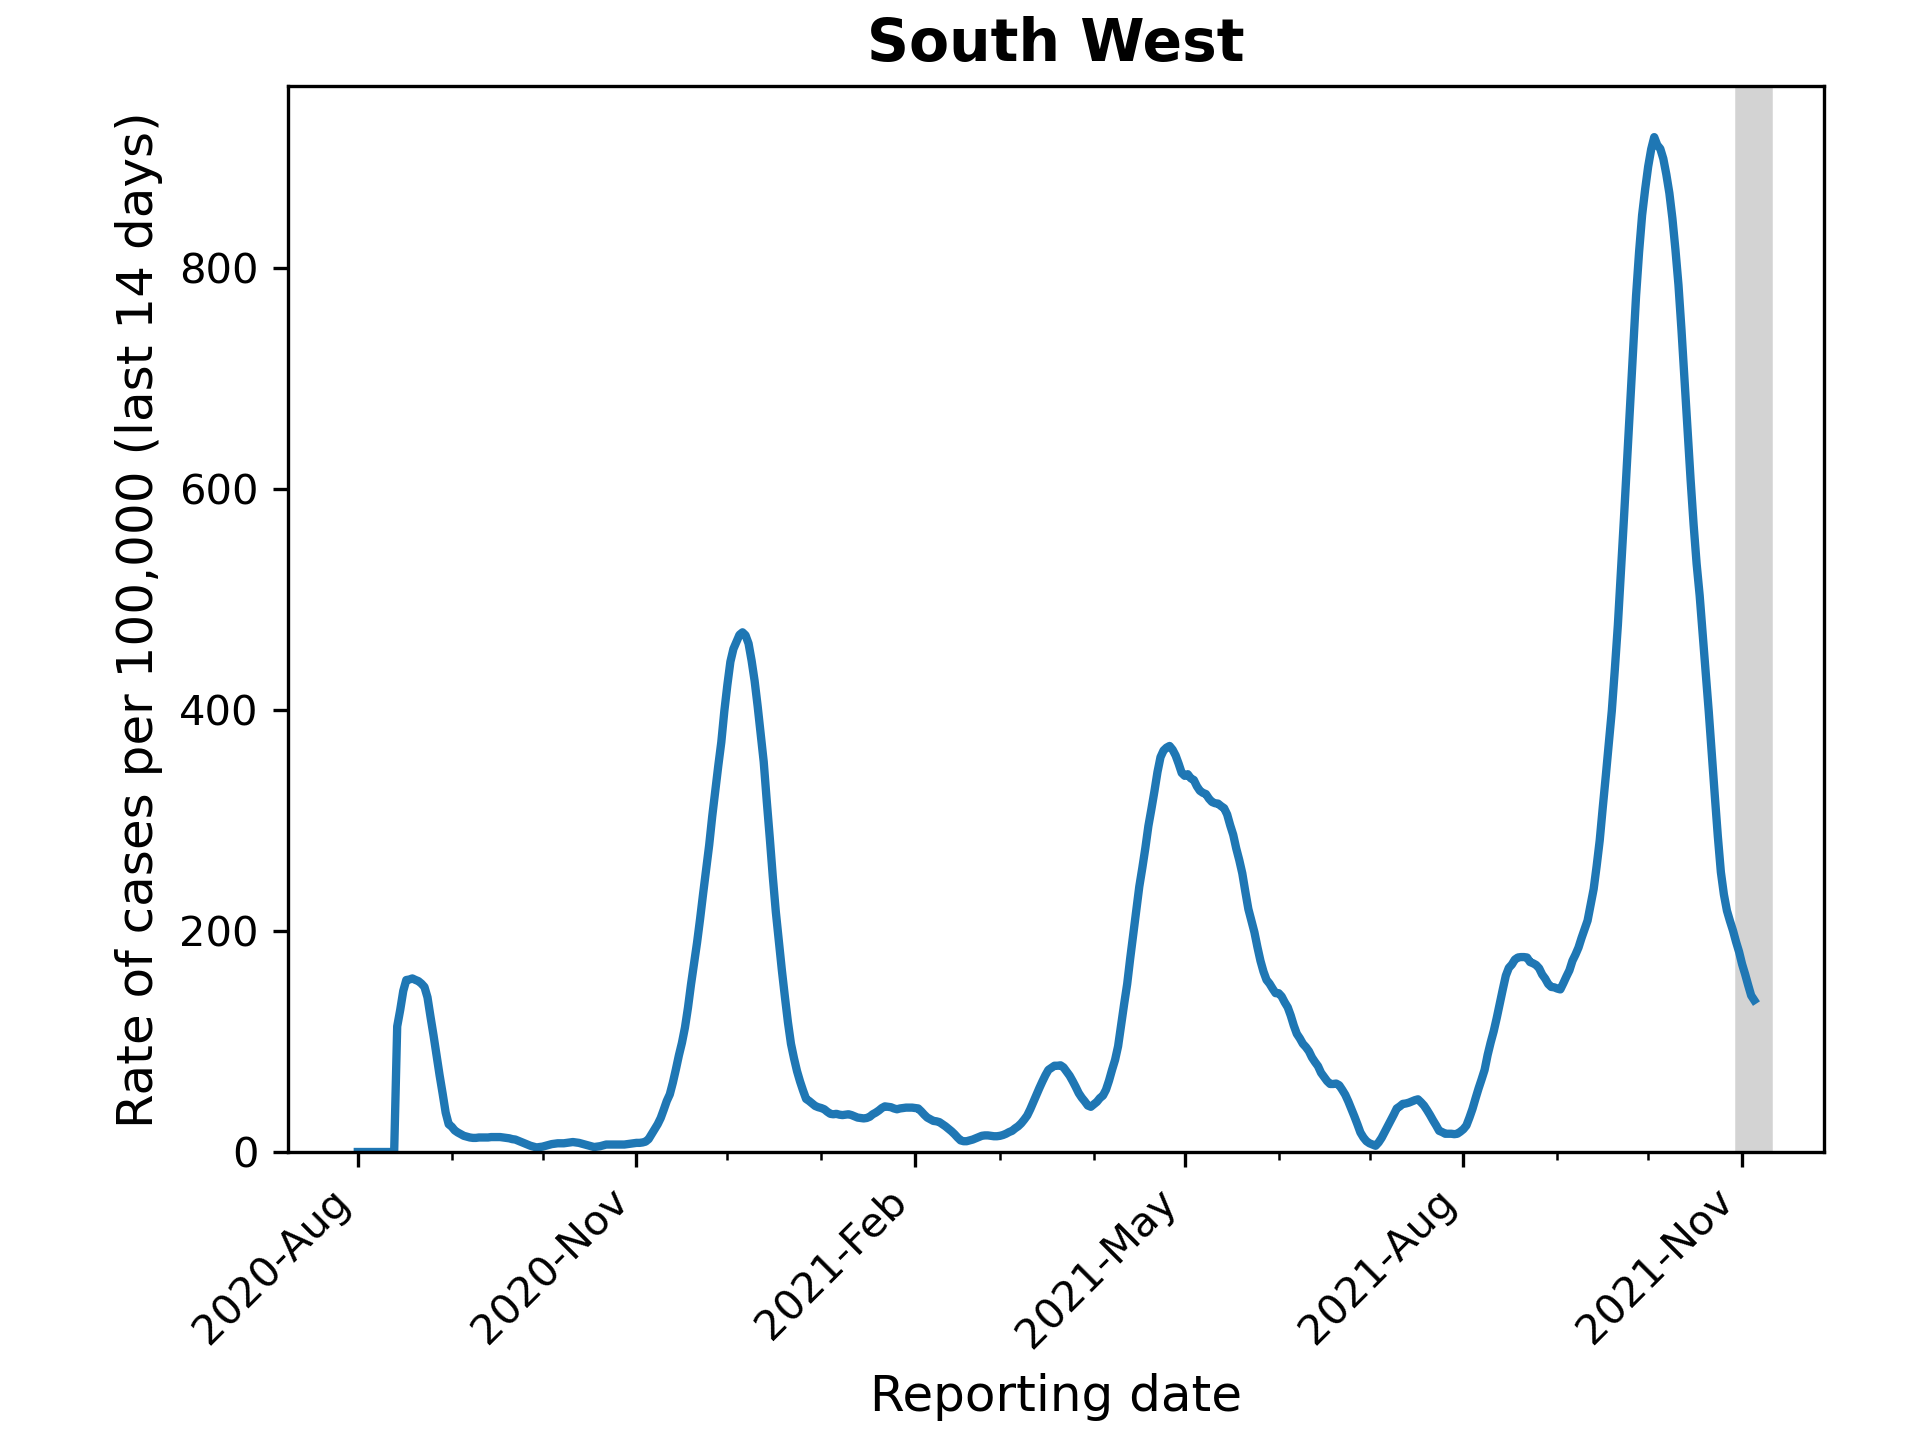 South West
Rate of cases per 100,000 (last 14 days)
800
600
400
200
0
2020-Aug
2020-Nov
2021-Feb
2021-May
2021-Aug
2021-Nov
Reporting date